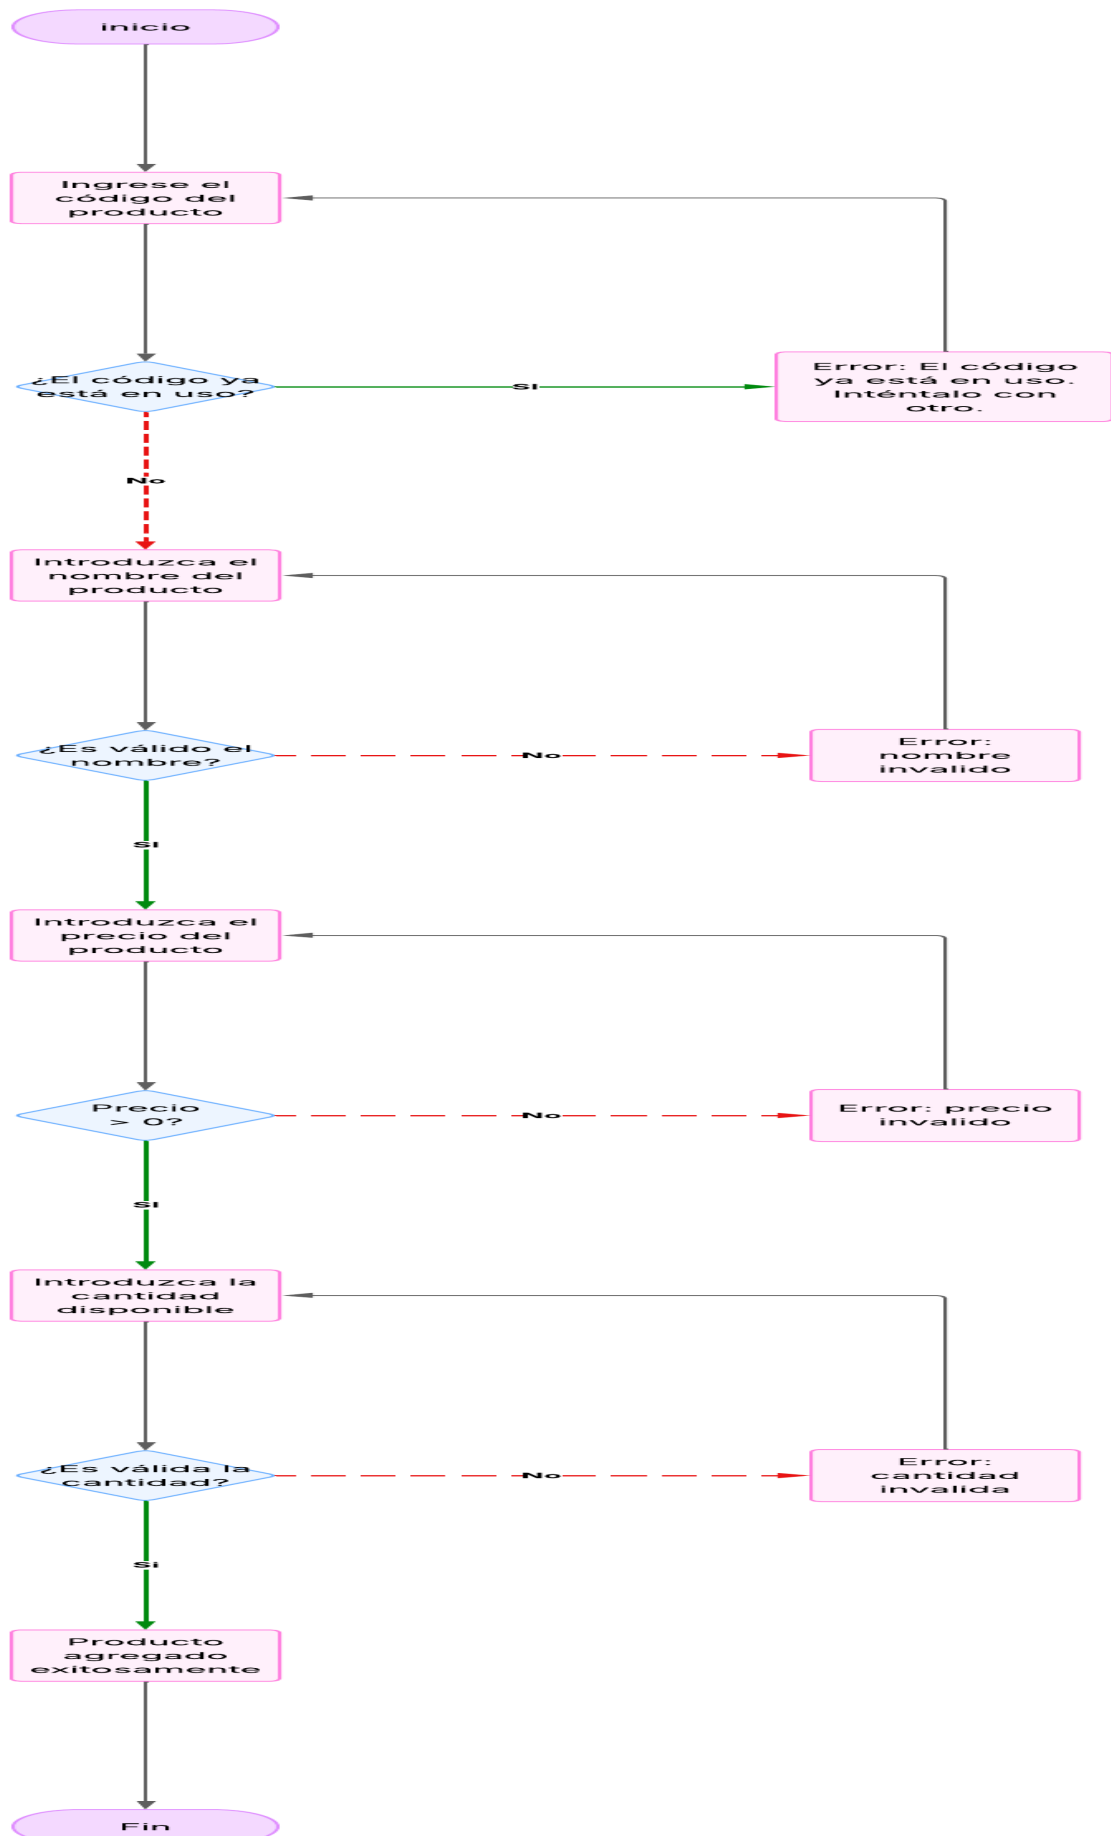 inicio
Ingrese el
código del
producto
¿El código ya
está en uso?
SI
Error: El código
ya está en uso.
Inténtalo con
otro.
No
Introduzca el
nombre del
producto
¿Es válido el
nombre?
No
Error:
nombre
invalido
SI
Introduzca el
precio del
producto
Precio
> 0?
No
Error: precio
invalido
SI
Introduzca la
cantidad
disponible
¿Es válida la
cantidad?
No
Error:
cantidad
invalida
Si
Producto
agregado
exitosamente
Fin